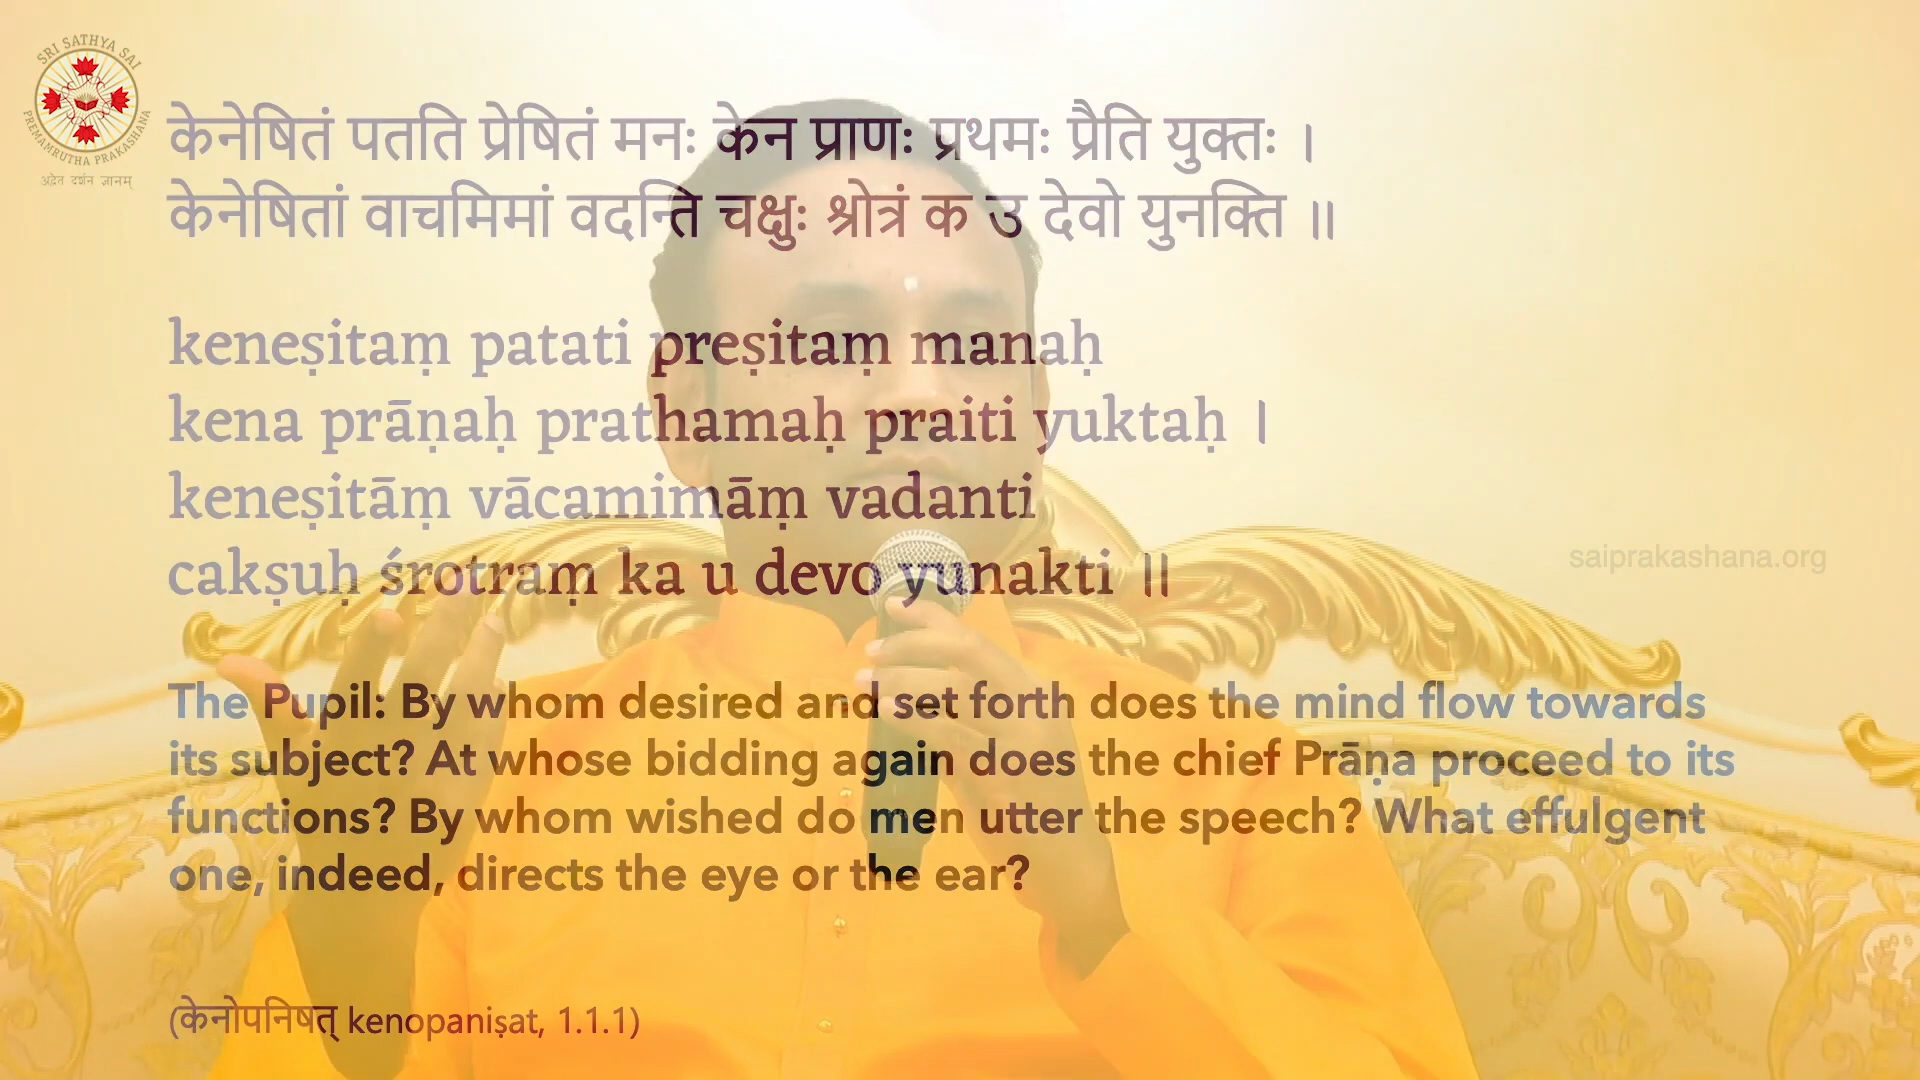 SRI SATHYA SAI
PREMAMRUTHA PRAKASHANA
अद्वैत दर्शन ज्ञानम्
केनेषितं पतति प्रेषितं मनः केन प्राणः प्रथमः प्रैति युक्तः ।
केनेषितां वाचमिमां वदन्ति चक्षुः श्रोत्रं क उ देवो युनक्ति ॥
keneṣitaṃ patati preṣitaṃ manaḥ
kena prāṇaḥ prathamaḥ praiti yuktaḥ ।
keneṣitāṃ vācamimāṃ vadanti
cakṣuḥ śrotraṃ ka u devo yunakti ॥
saiprakashana.org
The Pupil: By whom desired and set forth does the mind flow towards
its subject? At whose bidding again does the chief Prāṇa proceed to its
functions? By whom wished do men utter the speech? What effulgent
one, indeed, directs the eye or the ear?
(केनोपनिषत् kenopaniṣat, 1.1.1)